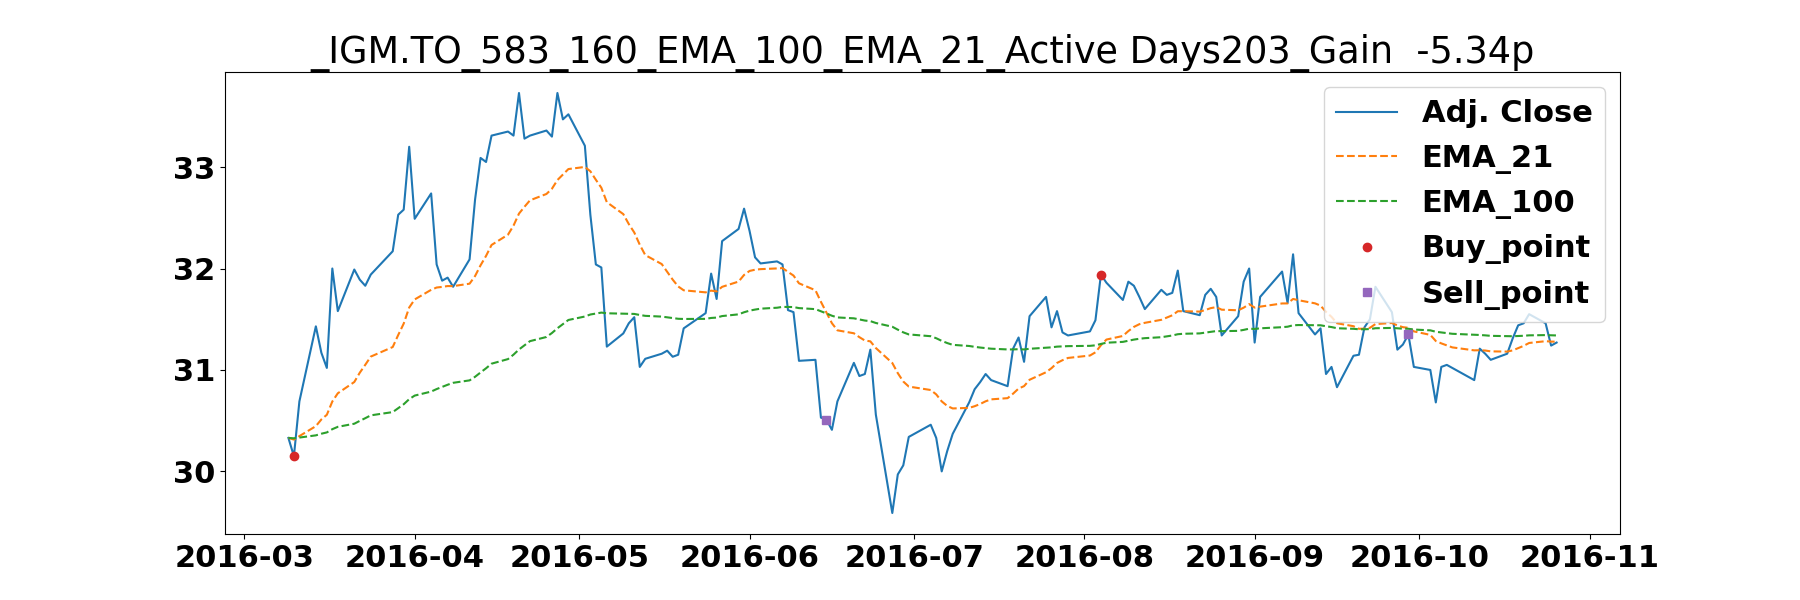 _IGM.TO_583_160_EMA_100_EMA_21_Active Days203_Gain  -5.34p
Adj. Close
EMA_21
EMA_100
Buy_point
Sell_point
33
32
31
30
2016-03 2016-04 2016-05 2016-06 2016-07 2016-08 2016-09 2016-10 2016-11